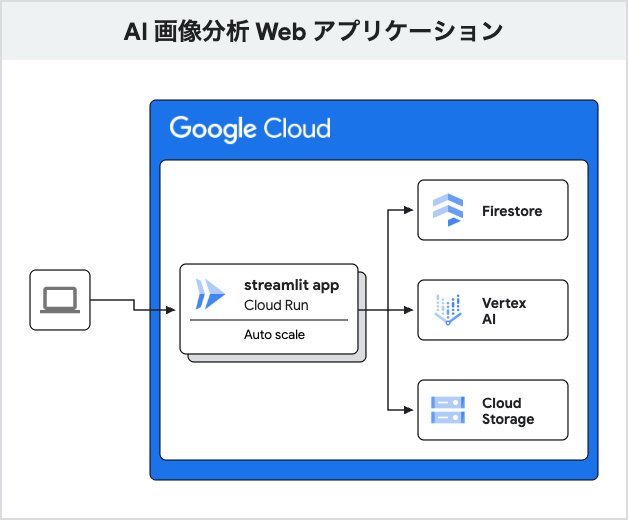 AI 画像分析 Web アプリケーション
Google Cloud
Firestore
streamlit app
Cloud Run
Auto scale
Vertex
AI
Cloud
Storage